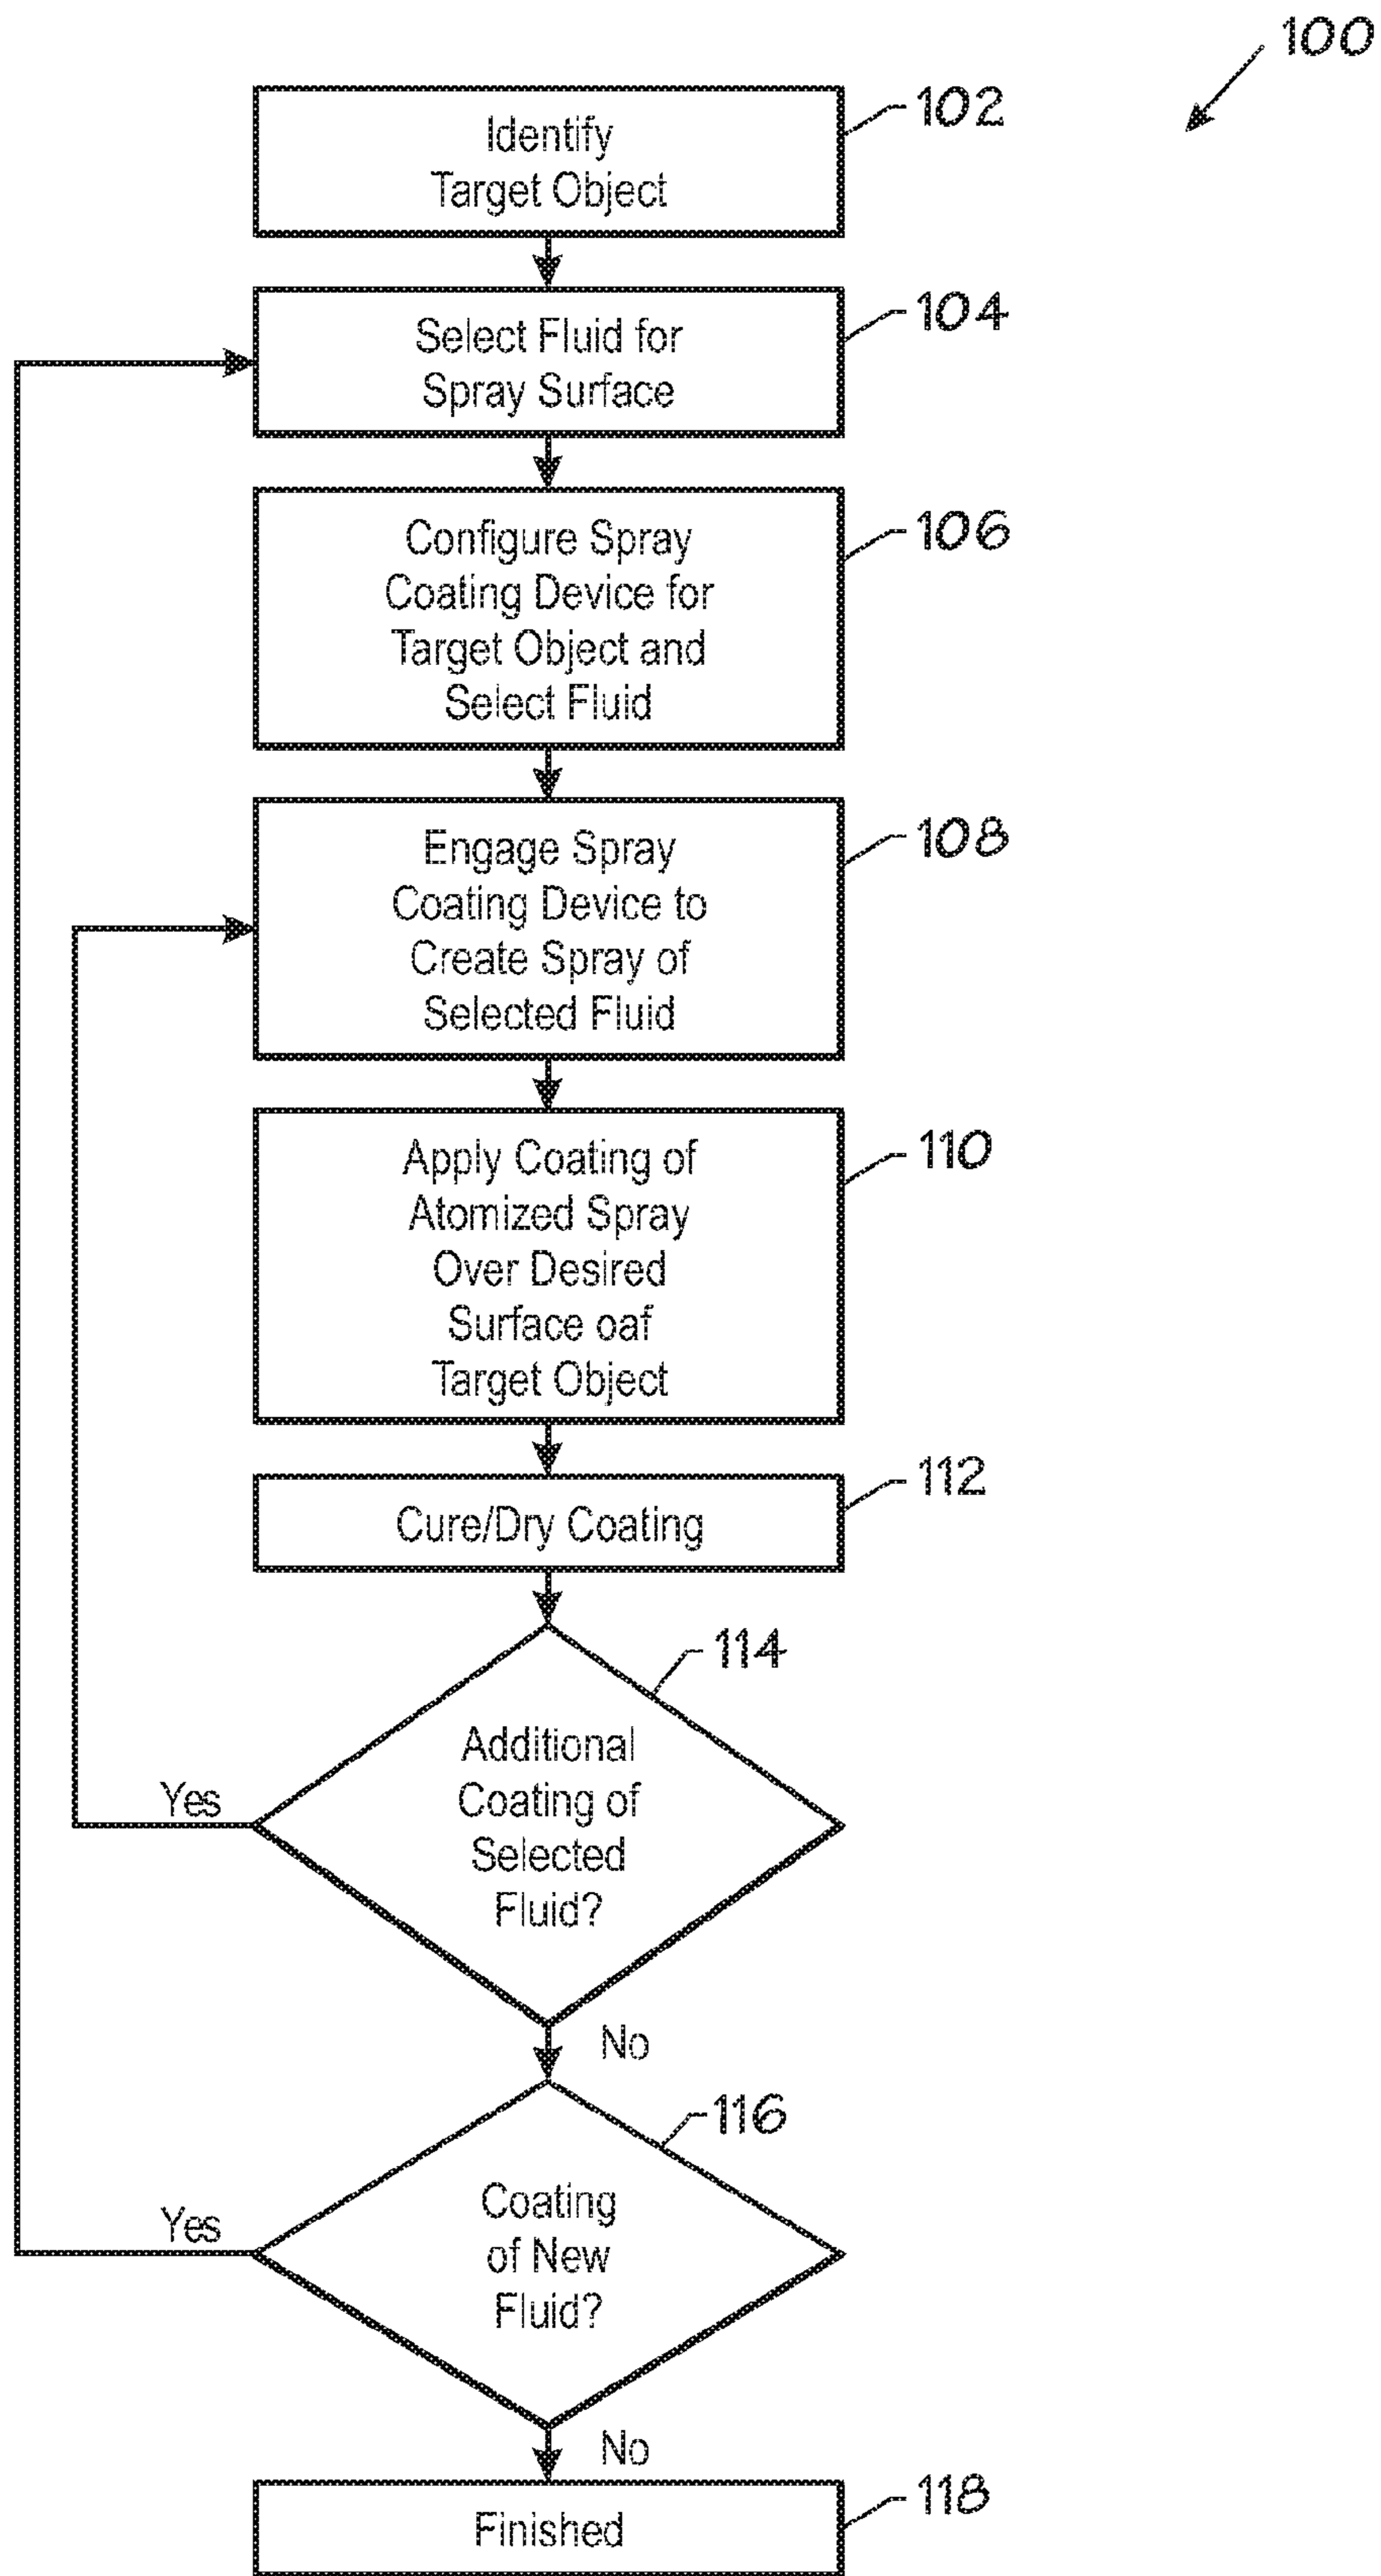 100
102
Identify
Target Object
104
Select Fluid for
Spray Surface
106
Configure Spray
Coating Device for
Target Object and
Select Fluid
108
Engage Spray
Coating Device to
Create Spray of
Selected Fluid
110
Apply Coating of
Atomized Spray
Over Desired
Surface oaf
Target Object
112
Cure/Dry Coating
114
Additional
Coating of
Selected
Fluid?
Yes
No
116
Coating
of New
Fluid?
Yes
No
118
Finished